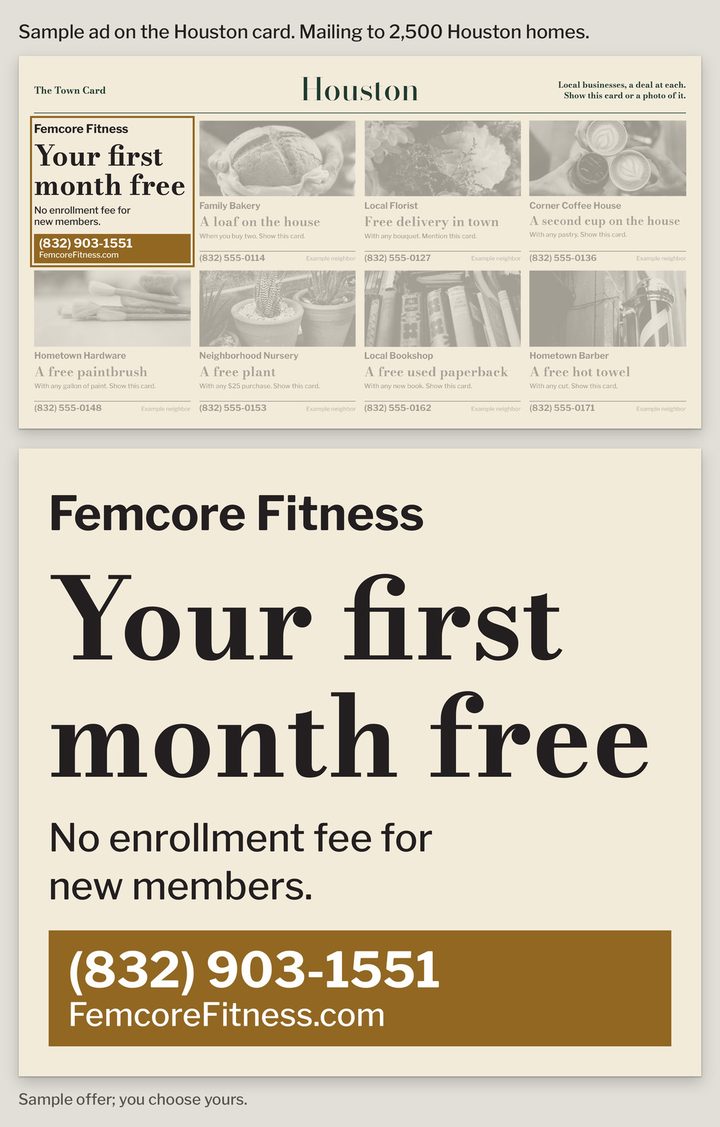 Sample ad on the Houston card. Mailing to 2,500 Houston homes.
The Town Card
Houston
Local businesses, a deal at each.
Show this card or a photo of it.
Femcore Fitness
Your first
month free
No enrollment fee for
new members.
(832) 903-1551
FemcoreFitness.com
Family Bakery
A loaf on the house
When you buy two. Show this card.
(832) 555-0114
Example neighbor
Local Florist
Free delivery in town
With any bouquet. Mention this card.
(832) 555-0127
Example neighbor
Corner Coffee House
A second cup on the house
With any pastry. Show this card.
(832) 555-0136
Example neighbor
Hometown Hardware
A free paintbrush
With any gallon of paint. Show this card.
(832) 555-0148
Example neighbor
Neighborhood Nursery
A free plant
With any $25 purchase. Show this card.
(832) 555-0153
Example neighbor
Local Bookshop
A free used paperback
With any new book. Show this card.
(832) 555-0162
Example neighbor
Hometown Barber
A free hot towel
With any cut. Show this card.
(832) 555-0171
Example neighbor
Femcore Fitness
Your first
month free
No enrollment fee for
new members.
(832) 903-1551
FemcoreFitness.com
Sample offer; you choose yours.